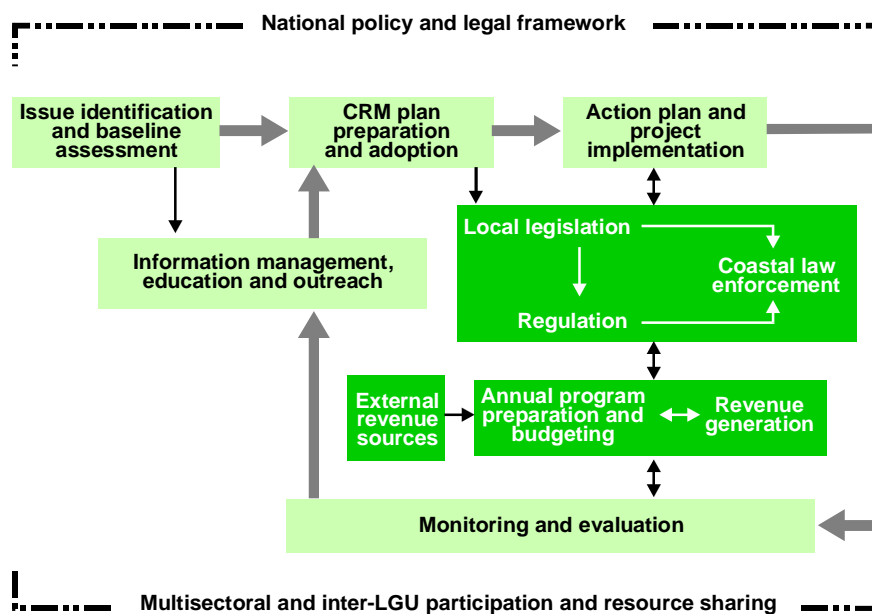 National policy and legal framework
Issue identification
and baseline
assessment
CRM plan
preparation
and adoption
Action plan and
project
implementation
Information management,
education and outreach
Local legislation
Coastal law
enforcement
Regulation
External
revenue
sources
Annual program
preparation and
budgeting
Revenue
generation
Monitoring and evaluation
Multisectoral and inter-LGU participation and resource sharing